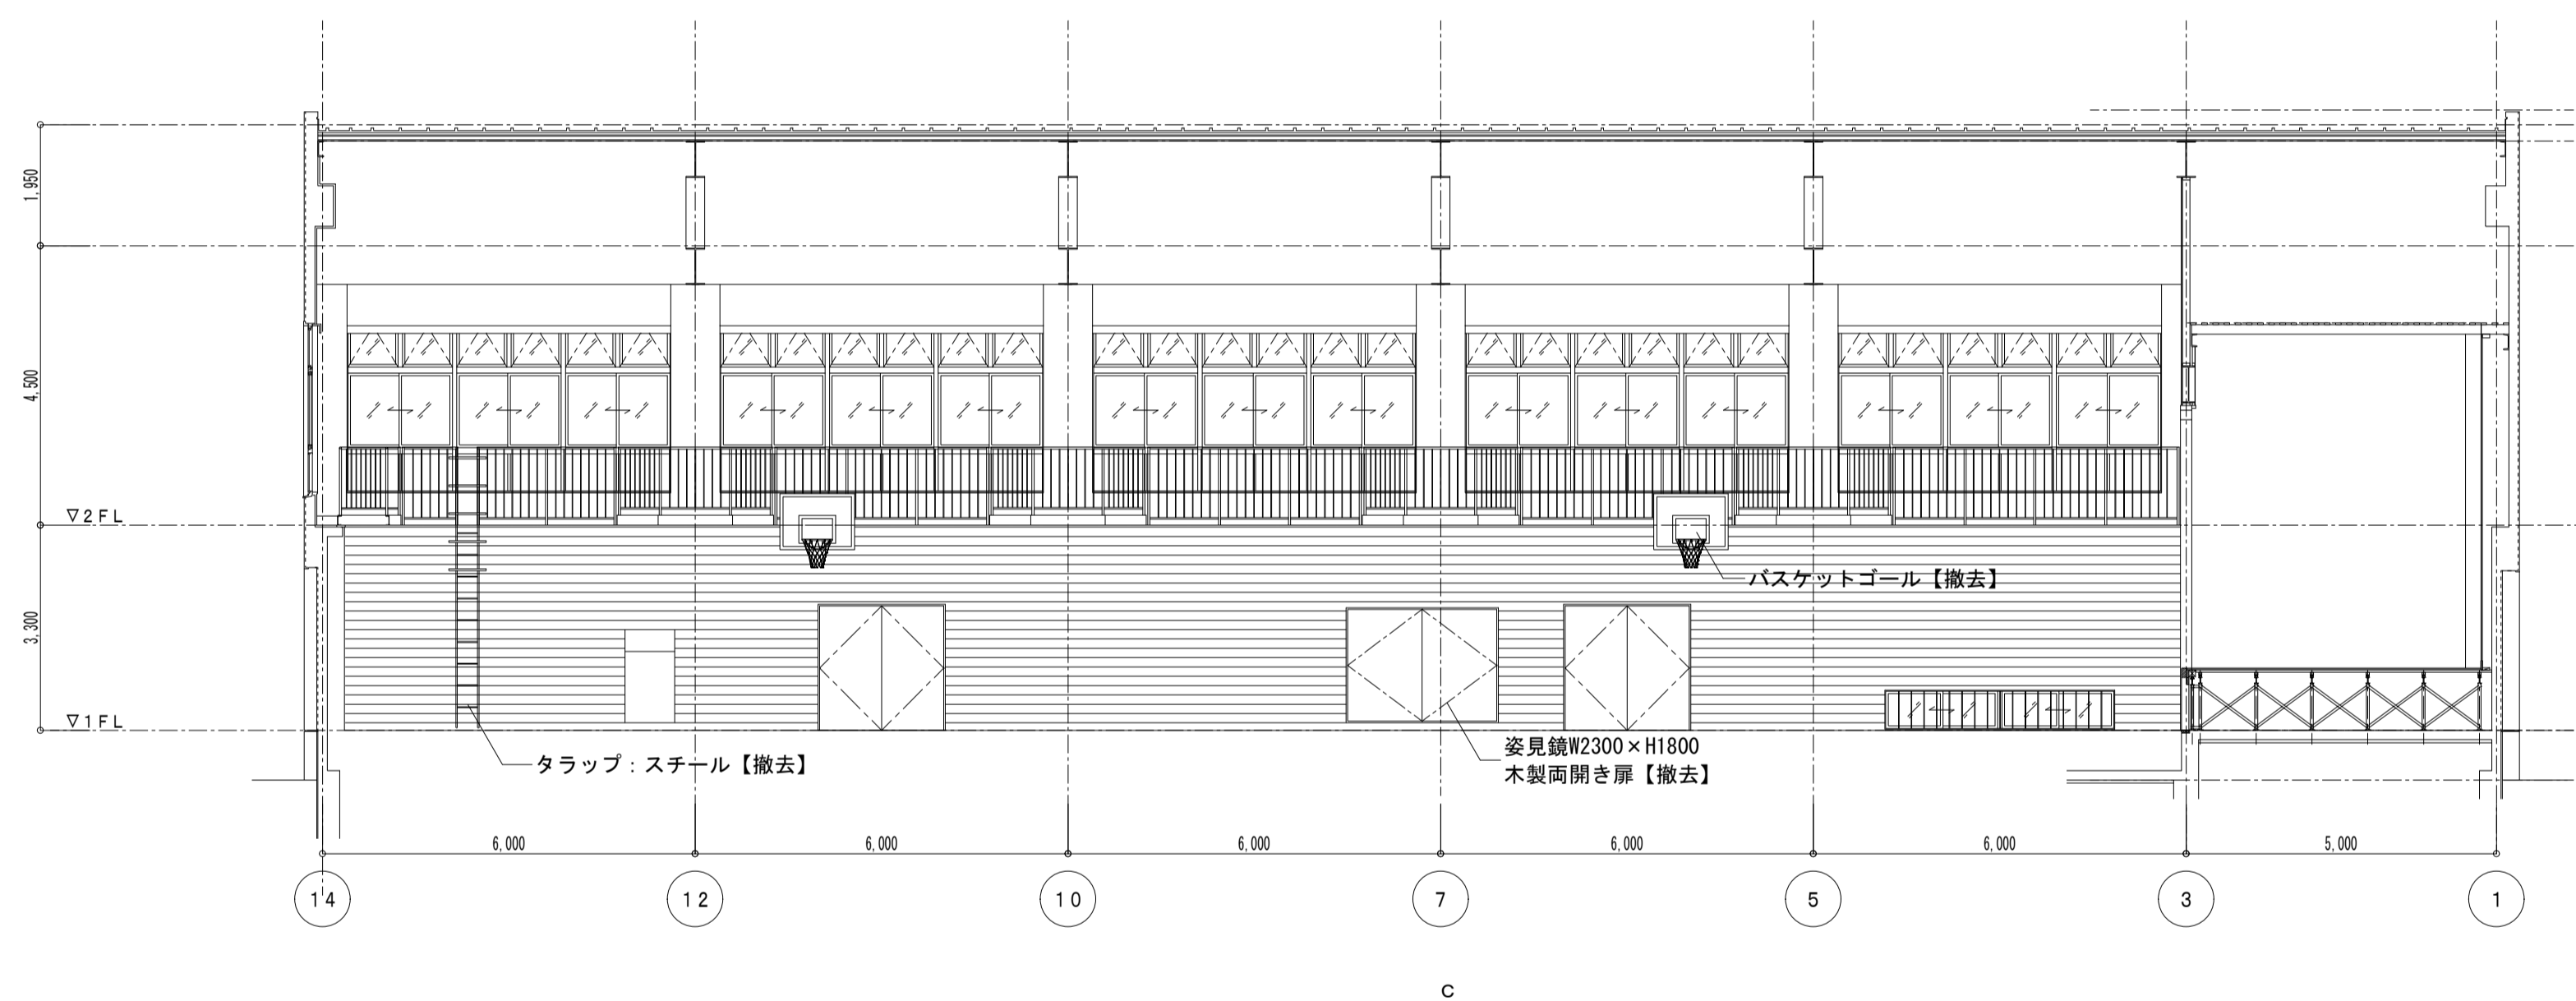 1,950
4,500
▽2FL
バスケットゴール【撤去】
3,300
▽1FL
姿見鏡W2300×H1800
木製両開き扉【撤去】
タラップ：スチール【撤去】
6,000 6,000 6,000 6,000 6,000 5,000
14 12 10 7 5 3 1
C